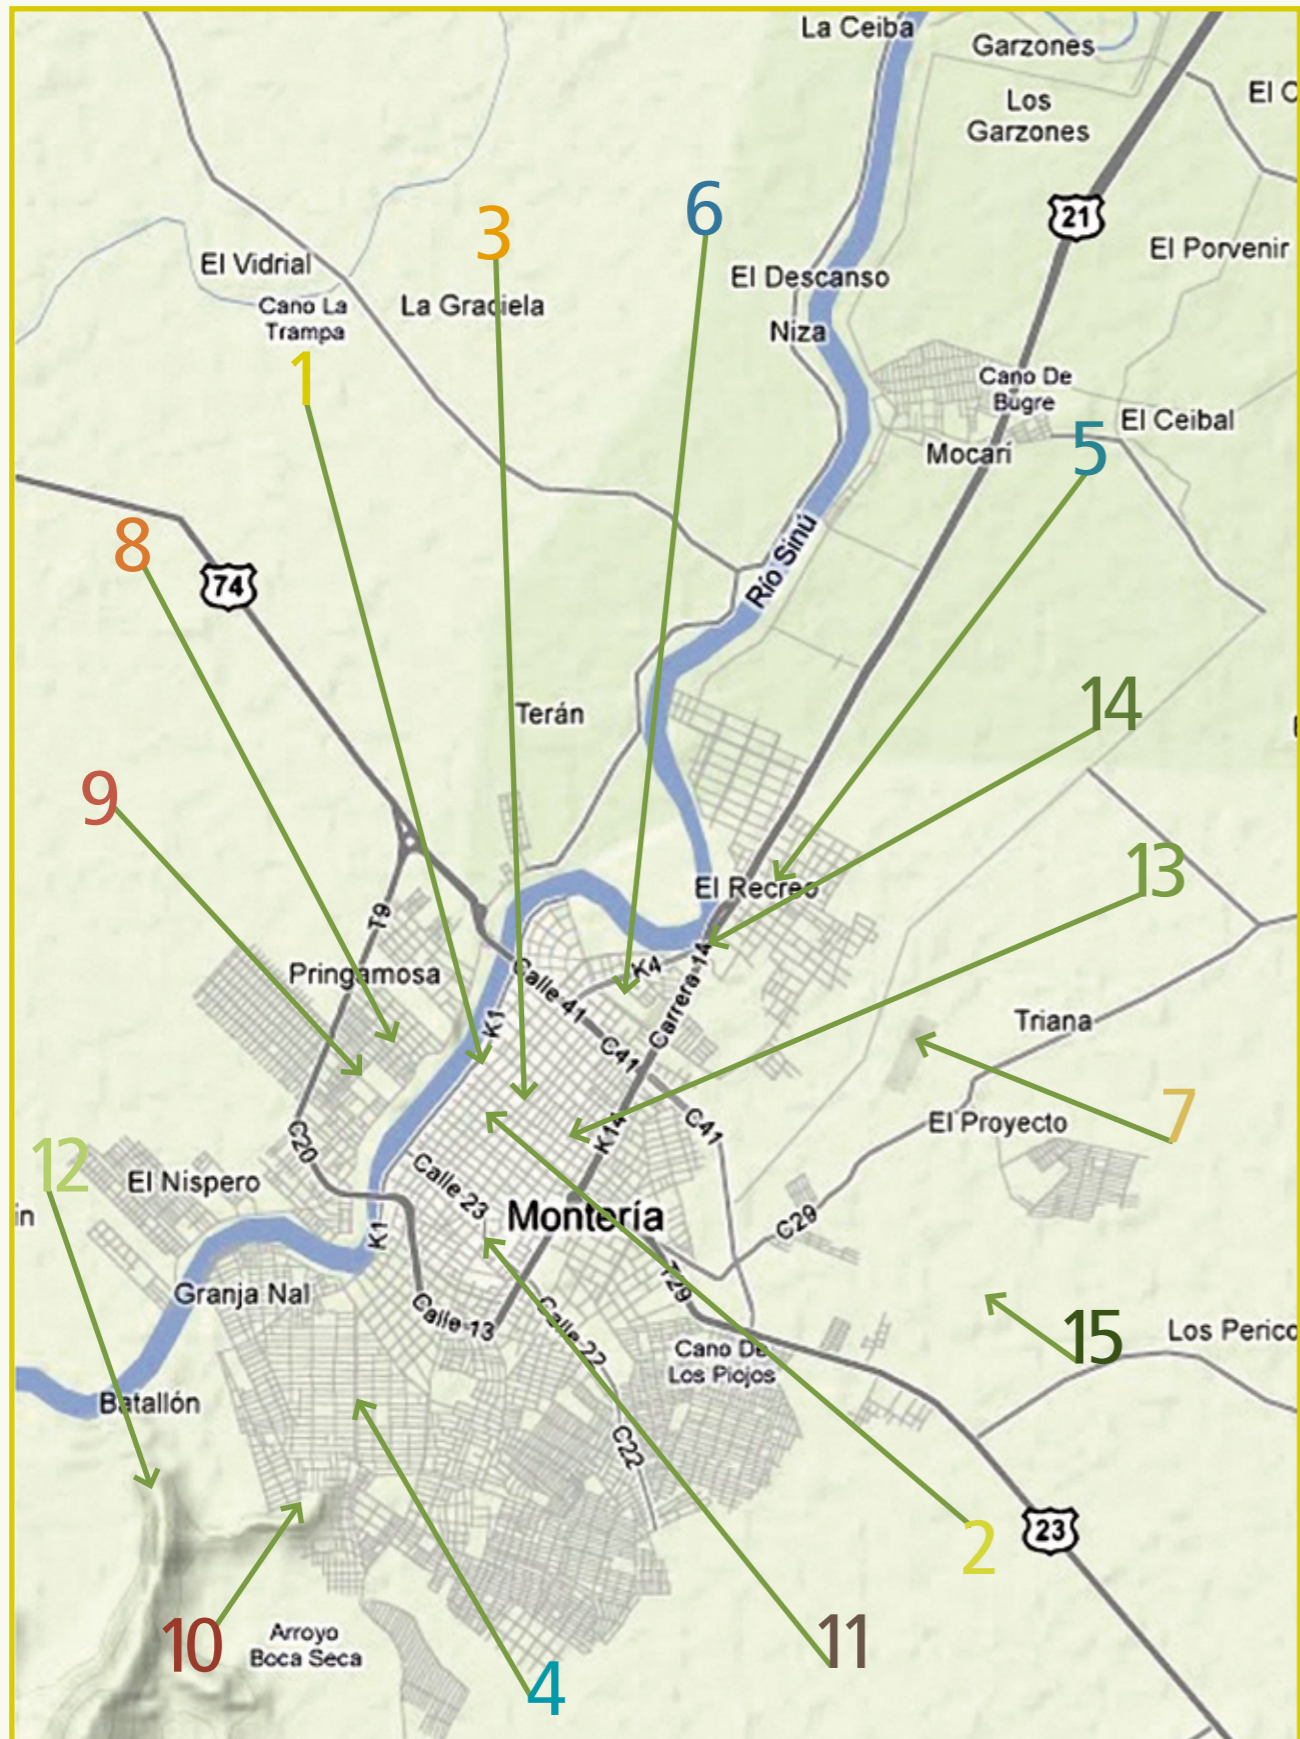 La Ceiba
Garzones
El C
Los
Garzones
6
3
21
El Porvenir
El Vidrial
El Descanso
Cano La
Trampa
La Graciela
Niza
1
Cano De
Bugre
El Ceibal
5
Mocarí
8
74
Río Sinú
14
Terán
9
13
El Recreo
T9
Pringamosa
Calle 41
K4
Carrera 14
K1
C41
Triana
7
C41
El Proyecto
K14
C20
12
El Nispero
Calle 23
in
Montería
C29
K1
Granja Nal
T29
Calle 13
Calle 22
15
Los Perico
Cano De
Los Piojos
Batallón
C22
23
2
10
Arroyo
Boca Seca
11
4